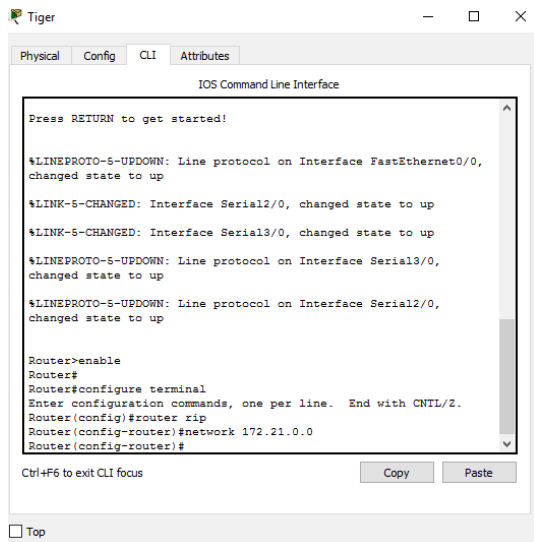 Tiger
Physical Config CLI Attributes
IOS Command Line Interface
Press RETURN to get started!
%LINEPROTO-5-UPDOWN: Line protocol on Interface FastEthernet0/0,
changed state to up
%LINK-5-CHANGED: Interface Serial2/0, changed state to up
%LINK-5-CHANGED: Interface Serial3/0, changed state to up
%LINEPROTO-5-UPDOWN: Line protocol on Interface Serial3/0,
changed state to up
%LINEPROTO-5-UPDOWN: Line protocol on Interface Serial2/0,
changed state to up
Router>enable
Router#
Router#configure terminal
Enter configuration commands, one per line.  End with CNTL/Z.
Router(config)#router rip
Router(config-router)#network 172.21.0.0
Router(config-router)#
Ctrl+F6 to exit CLI focus
Copy Paste
Top